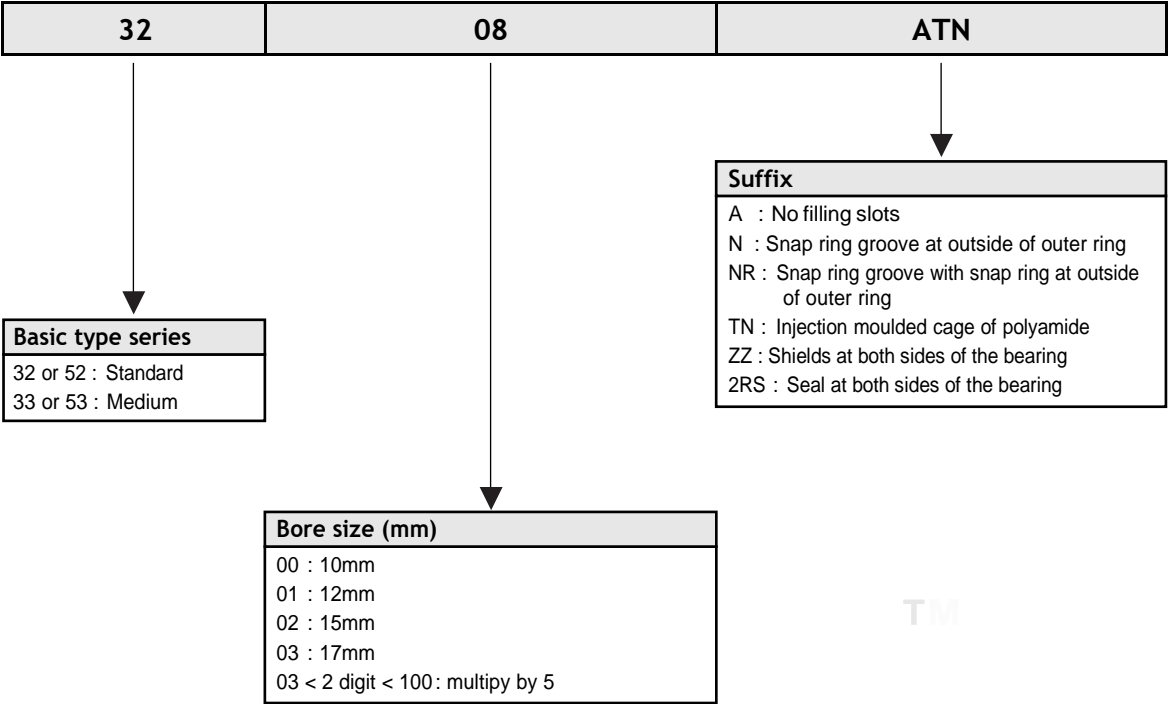 32 08 ATN
Suffix
A : No filling slots
N : Snap ring groove at outside of outer ring
NR : Snap ring groove with snap ring at outside
of outer ring
TN : Injection moulded cage of polyamide
ZZ : Shields at both sides of the bearing
2RS : Seal at both sides of the bearing
Basic type series
32 or 52 : Standard
33 or 53 : Medium
Bore size (mm)
00 : 10mm
01 : 12mm
02 : 15mm
03 : 17mm
03 < 2 digit < 100 : multipy by 5
TM